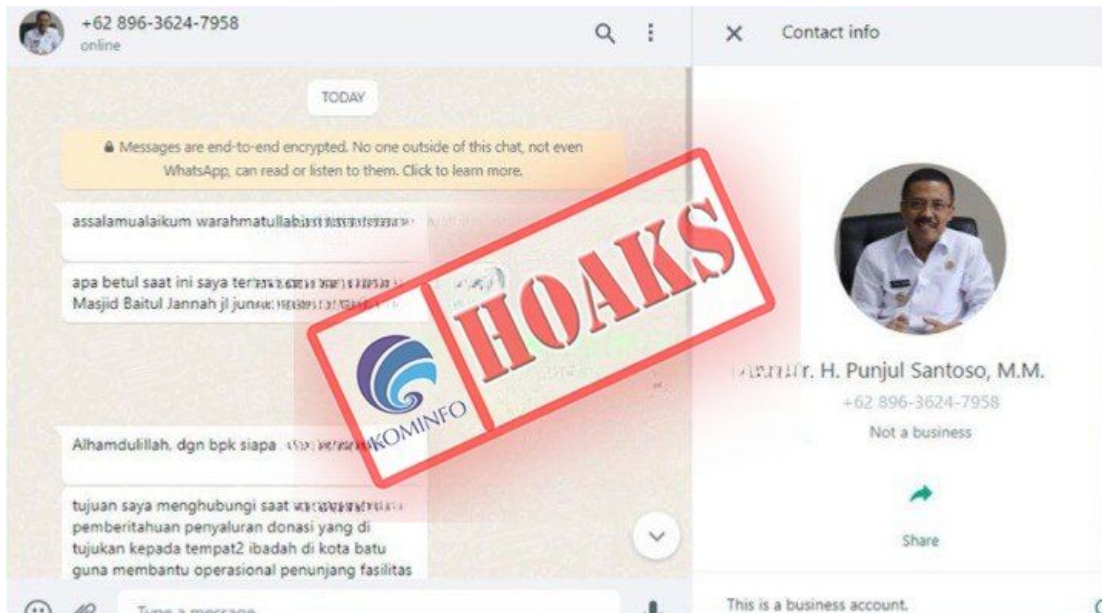 +62 896-3624-7958
online
Contact info
TODAY
Messages are end-to-end encrypted. No one outside of this chat, not even
WhatsApp, can read or listen to them. Click to learn more.
assalamualaikum
apa betul saat ini saya
Masjid Baitul Jannah jl
HOAKS
KOMINFO
H. Punjul Santoso, M.M.
+62 896-3624-7958
Not a business
Alhamdulillah, dgn bpk siapa
tujuan saya menghubungi saat
pemberitahuan penyaluran donasi yang di
tujukan kepada tempat2 ibadah di kota batu
guna membantu operasional penunjang fasilitas
Share
Type a message
This is a business account.